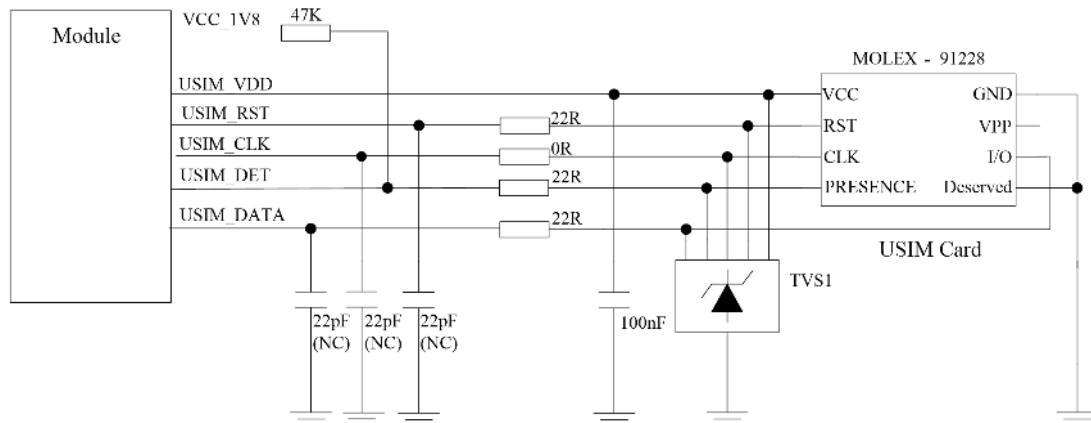 VCC_1V8
47K
Module
MOLEX - 91228
USIM_VDD
VCC
GND
USIM_RST
22R
RST
VPP
USIM_CLK
0R
CLK
I/O
USIM_DET
22R
PRESENCE
Deserved
USIM_DATA
22R
USIM Card
TVS1
22pF
(NC)
22pF
(NC)
22pF
(NC)
100nF